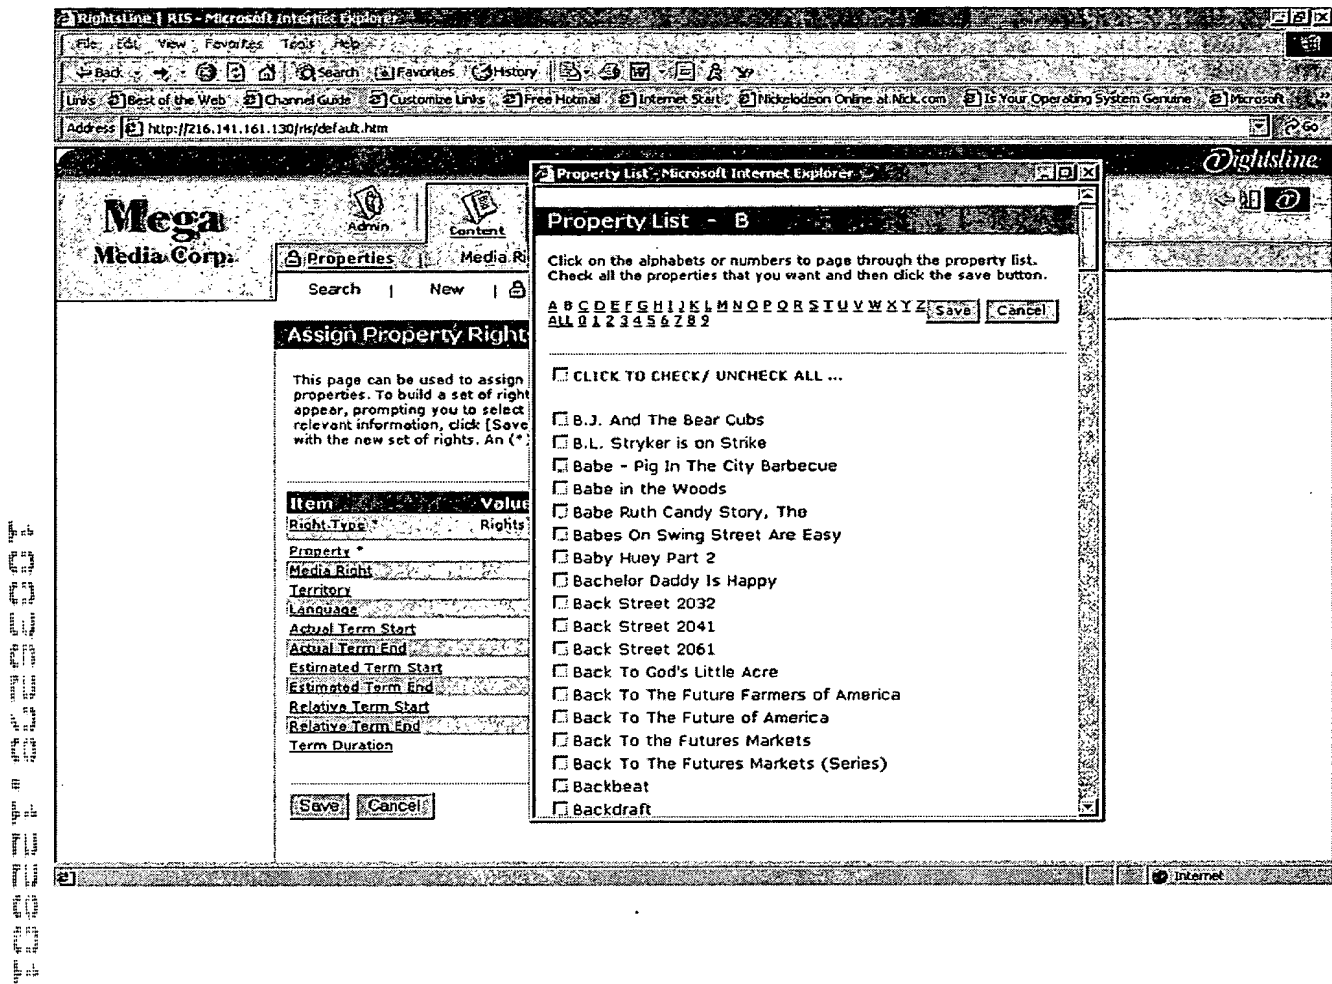 RightsLine | RIS - Microsoft Internet Explorer
File Edit View Favorites Tools Help
Back Search Favorites History
Links Best of the Web Channel Guide Customize Links Free Hotmail Internet Start Nickelodeon Online at Nick.com Is Your Operating System Genuine Microsoft
Address http://216.141.161.130/ris/default.htm Go
Rightsline
Mega
Media Corp.
Admin
Content
Properties | Media Ri
Search | New |
Assign Property Right
This page can be used to assign
properties. To build a set of right
appear, prompting you to select
relevant information, click [Save
with the new set of rights. An (*
Item Value
Right Type * Rights
Property *
Media Right
Territory
Language
Actual Term Start
Actual Term End
Estimated Term Start
Estimated Term End
Relative Term Start
Relative Term End
Term Duration
Save Cancel
Property List - Microsoft Internet Explorer
Property List - B
Click on the alphabets or numbers to page through the property list.
Check all the properties that you want and then click the save button.
A B C D E F G H I J K L M N O P Q R S T U V W X Y Z Save Cancel
ALL 0 1 2 3 4 5 6 7 8 9
CLICK TO CHECK/ UNCHECK ALL ...
B.J. And The Bear Cubs
B.L. Stryker is on Strike
Babe - Pig In The City Barbecue
Babe in the Woods
Babe Ruth Candy Story, The
Babes On Swing Street Are Easy
Baby Huey Part 2
Bachelor Daddy Is Happy
Back Street 2032
Back Street 2041
Back Street 2061
Back To God's Little Acre
Back To The Future Farmers of America
Back To The Future of America
Back To the Futures Markets
Back To The Futures Markets (Series)
Backbeat
Backdraft
Internet